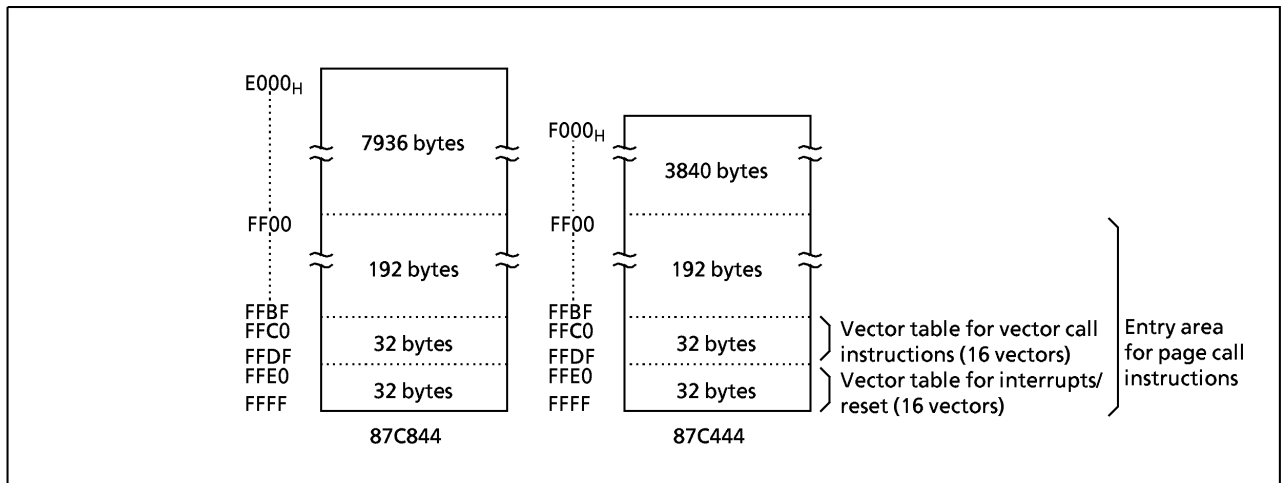 E000H
7936 bytes
FF00
192 bytes
FFBF
FFC0
32 bytes
FFDF
FFE0
32 bytes
FFFF
87C844
F000H
3840 bytes
FF00
192 bytes
FFBF
FFC0
32 bytes
FFDF
FFE0
32 bytes
FFFF
87C444
Vector table for vector call
instructions (16 vectors)
Vector table for interrupts/
reset (16 vectors)
Entry area
for page call
instructions